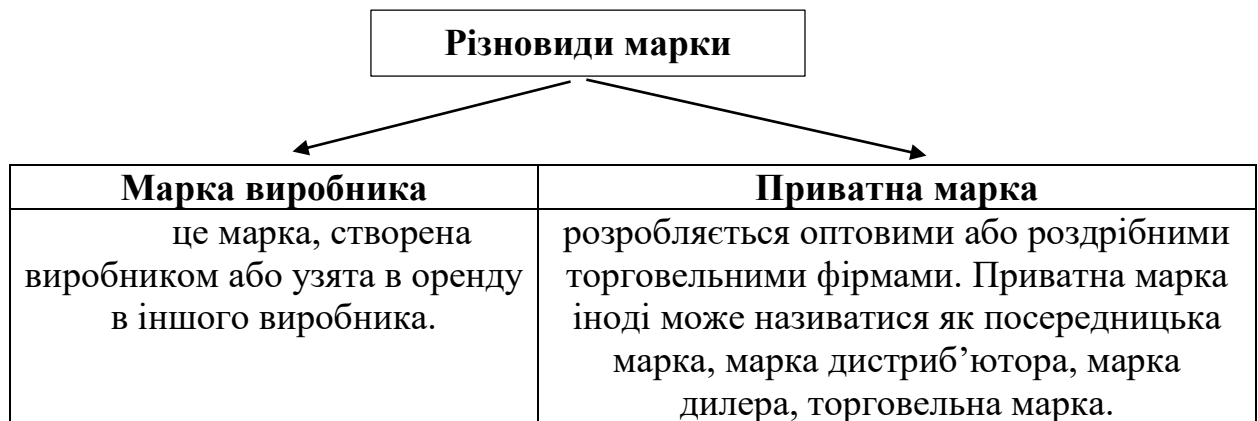 Різновиди марки
Марка виробника
це марка, створена
виробником або узята в оренду
в іншого виробника.
Приватна марка
розробляється оптовими або роздрібними
торговельними фірмами. Приватна марка
іноді може називатися як посередницька
марка, марка дистриб’ютора, марка
дилера, торговельна марка.